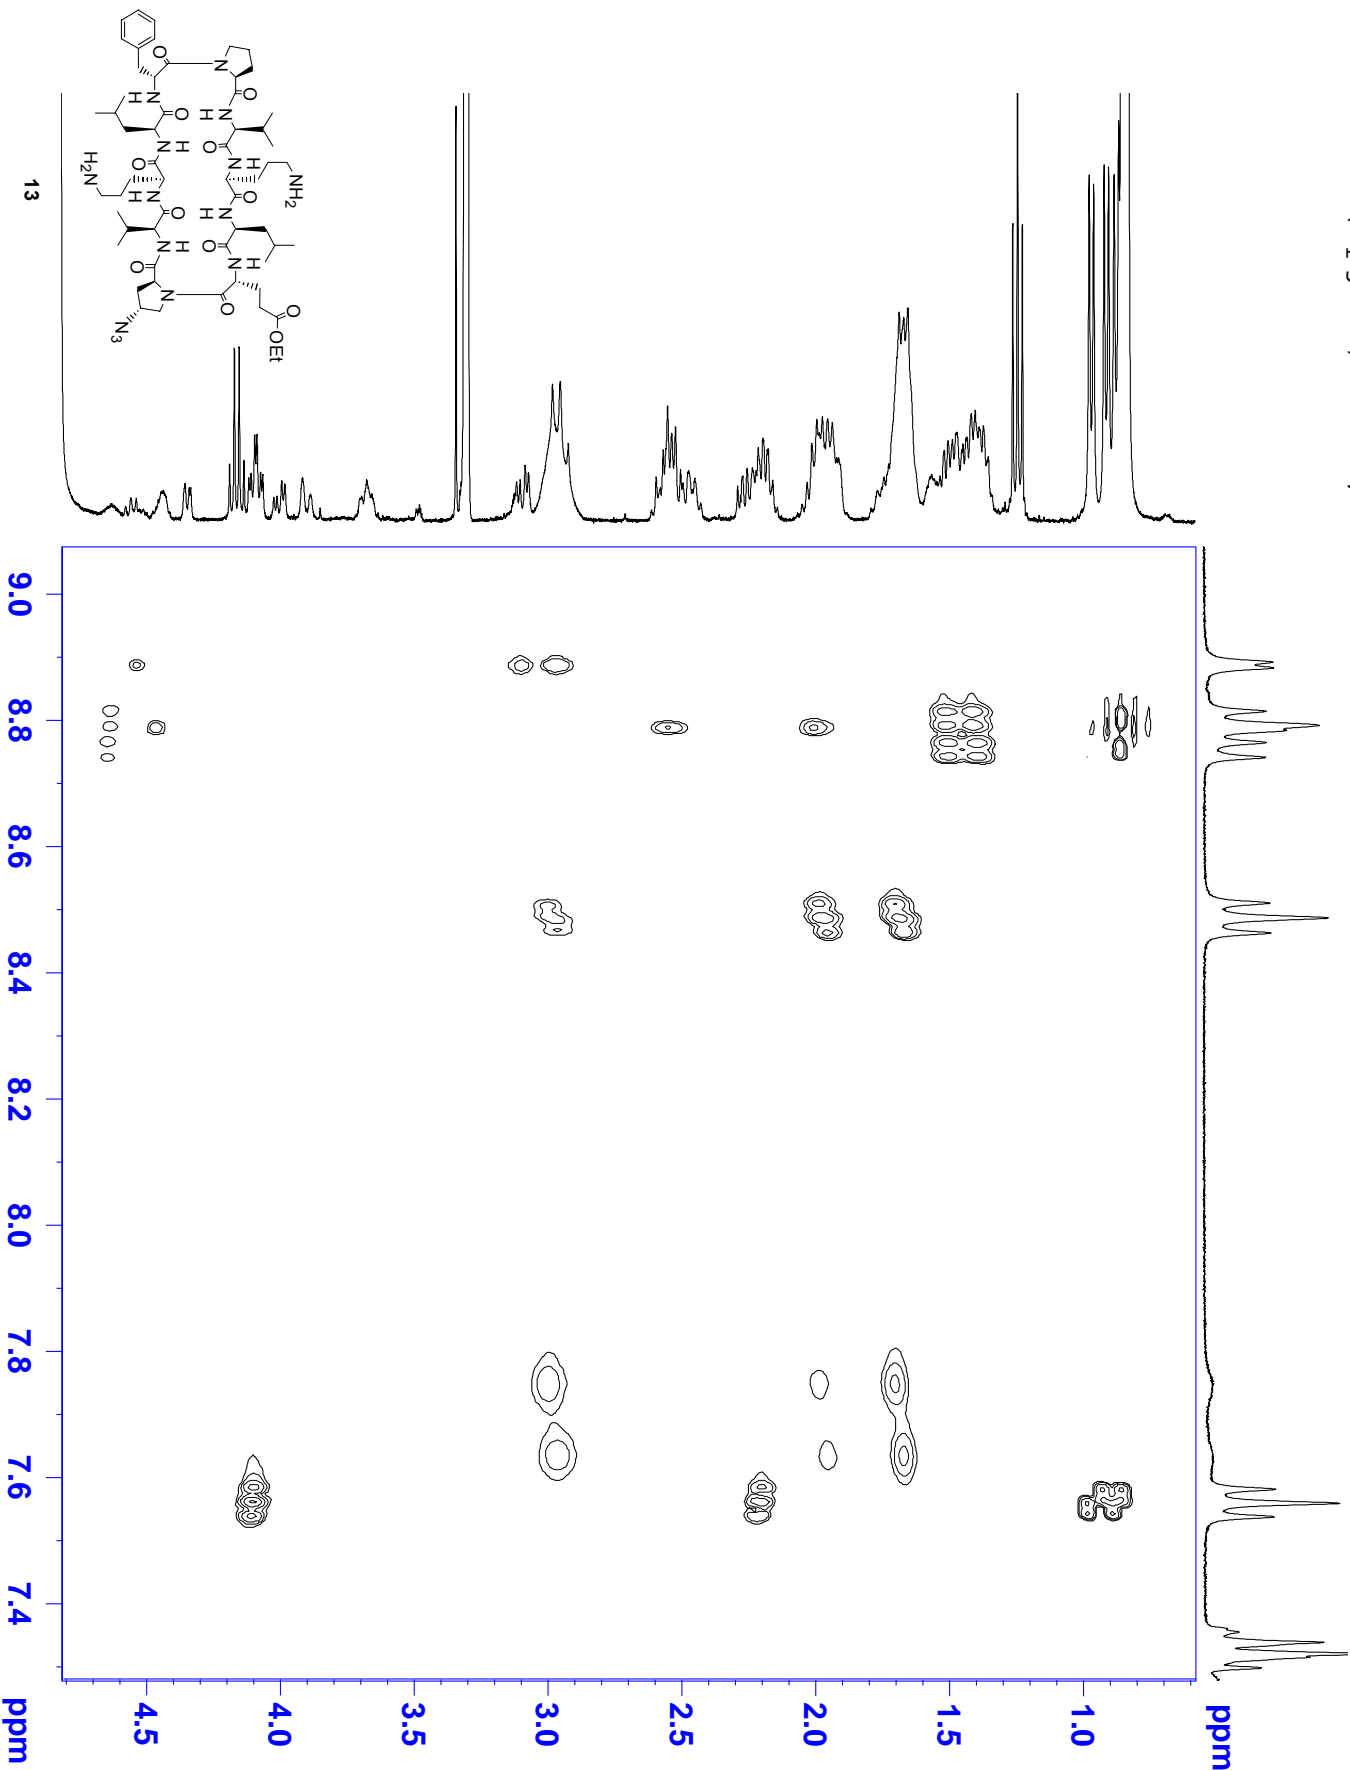 ppm
1.0
1.5
2.0
2.5
3.0
3.5
4.0
4.5
9.0 8.8 8.6 8.4 8.2 8.0 7.8 7.6 7.4 ppm
NH2
O
OEt
O H O H
N N O
N N N
H O H O
O H O H
N N N
O N N
H O H O
N3
H2N
13